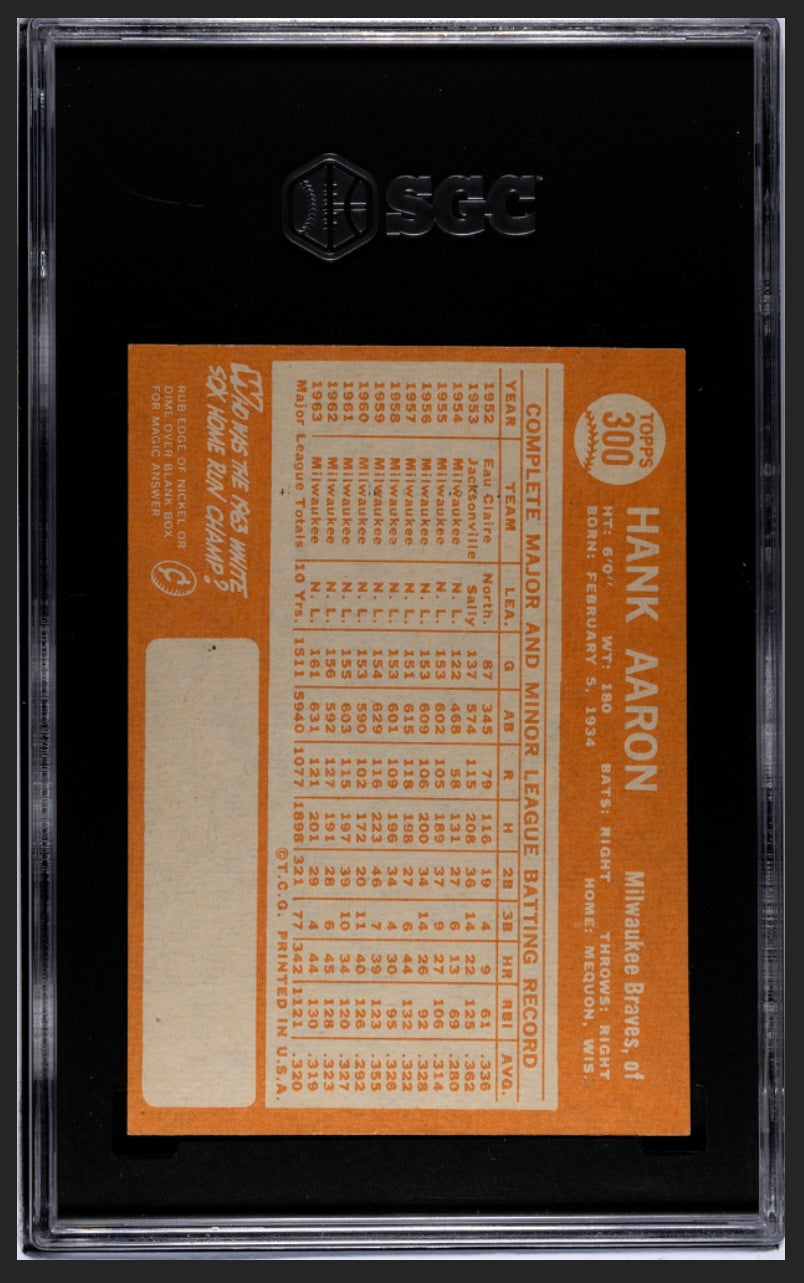 SGC
TOPPS
300
HANK AARON
Milwaukee Braves, of
HT: 6'0" WT: 180 BATS: RIGHT THROWS: RIGHT
BORN: FEBRUARY 5, 1934 HOME: MEQUON, WIS.
COMPLETE MAJOR AND MINOR LEAGUE BATTING RECORD
YEAR TEAM LEA. G AB R H 2B 3B HR RBI AVG.
1952 Eau Claire North. 87 345 79 116 19 4 9 61 .336
1953 Jacksonville Sally 137 574 115 208 36 14 22 125 .362
1954 Milwaukee N. L. 122 468 58 131 27 6 13 69 .280
1955 Milwaukee N. L. 153 602 105 189 37 9 27 106 .314
1956 Milwaukee N. L. 153 609 106 200 34 14 26 92 .328
1957 Milwaukee N. L. 151 615 118 198 27 6 44 132 .322
1958 Milwaukee N. L. 153 601 109 196 34 4 30 95 .326
1959 Milwaukee N. L. 154 629 116 223 46 7 39 123 .355
1960 Milwaukee N. L. 153 590 102 172 20 11 40 126 .292
1961 Milwaukee N. L. 155 603 115 197 39 10 34 120 .327
1962 Milwaukee N. L. 156 592 127 191 28 6 45 128 .323
1963 Milwaukee N. L. 161 631 121 201 29 4 44 130 .319
Major League Totals 10 Yrs. 1511 5940 1077 1898 321 77 342 1121 .320
©T.C.G. PRINTED IN U.S.A.
WHO WAS THE 1963 WHITE
SOX HOME RUN CHAMP?
RUB EDGE OF NICKEL OR
DIME OVER BLANK BOX
FOR MAGIC ANSWER